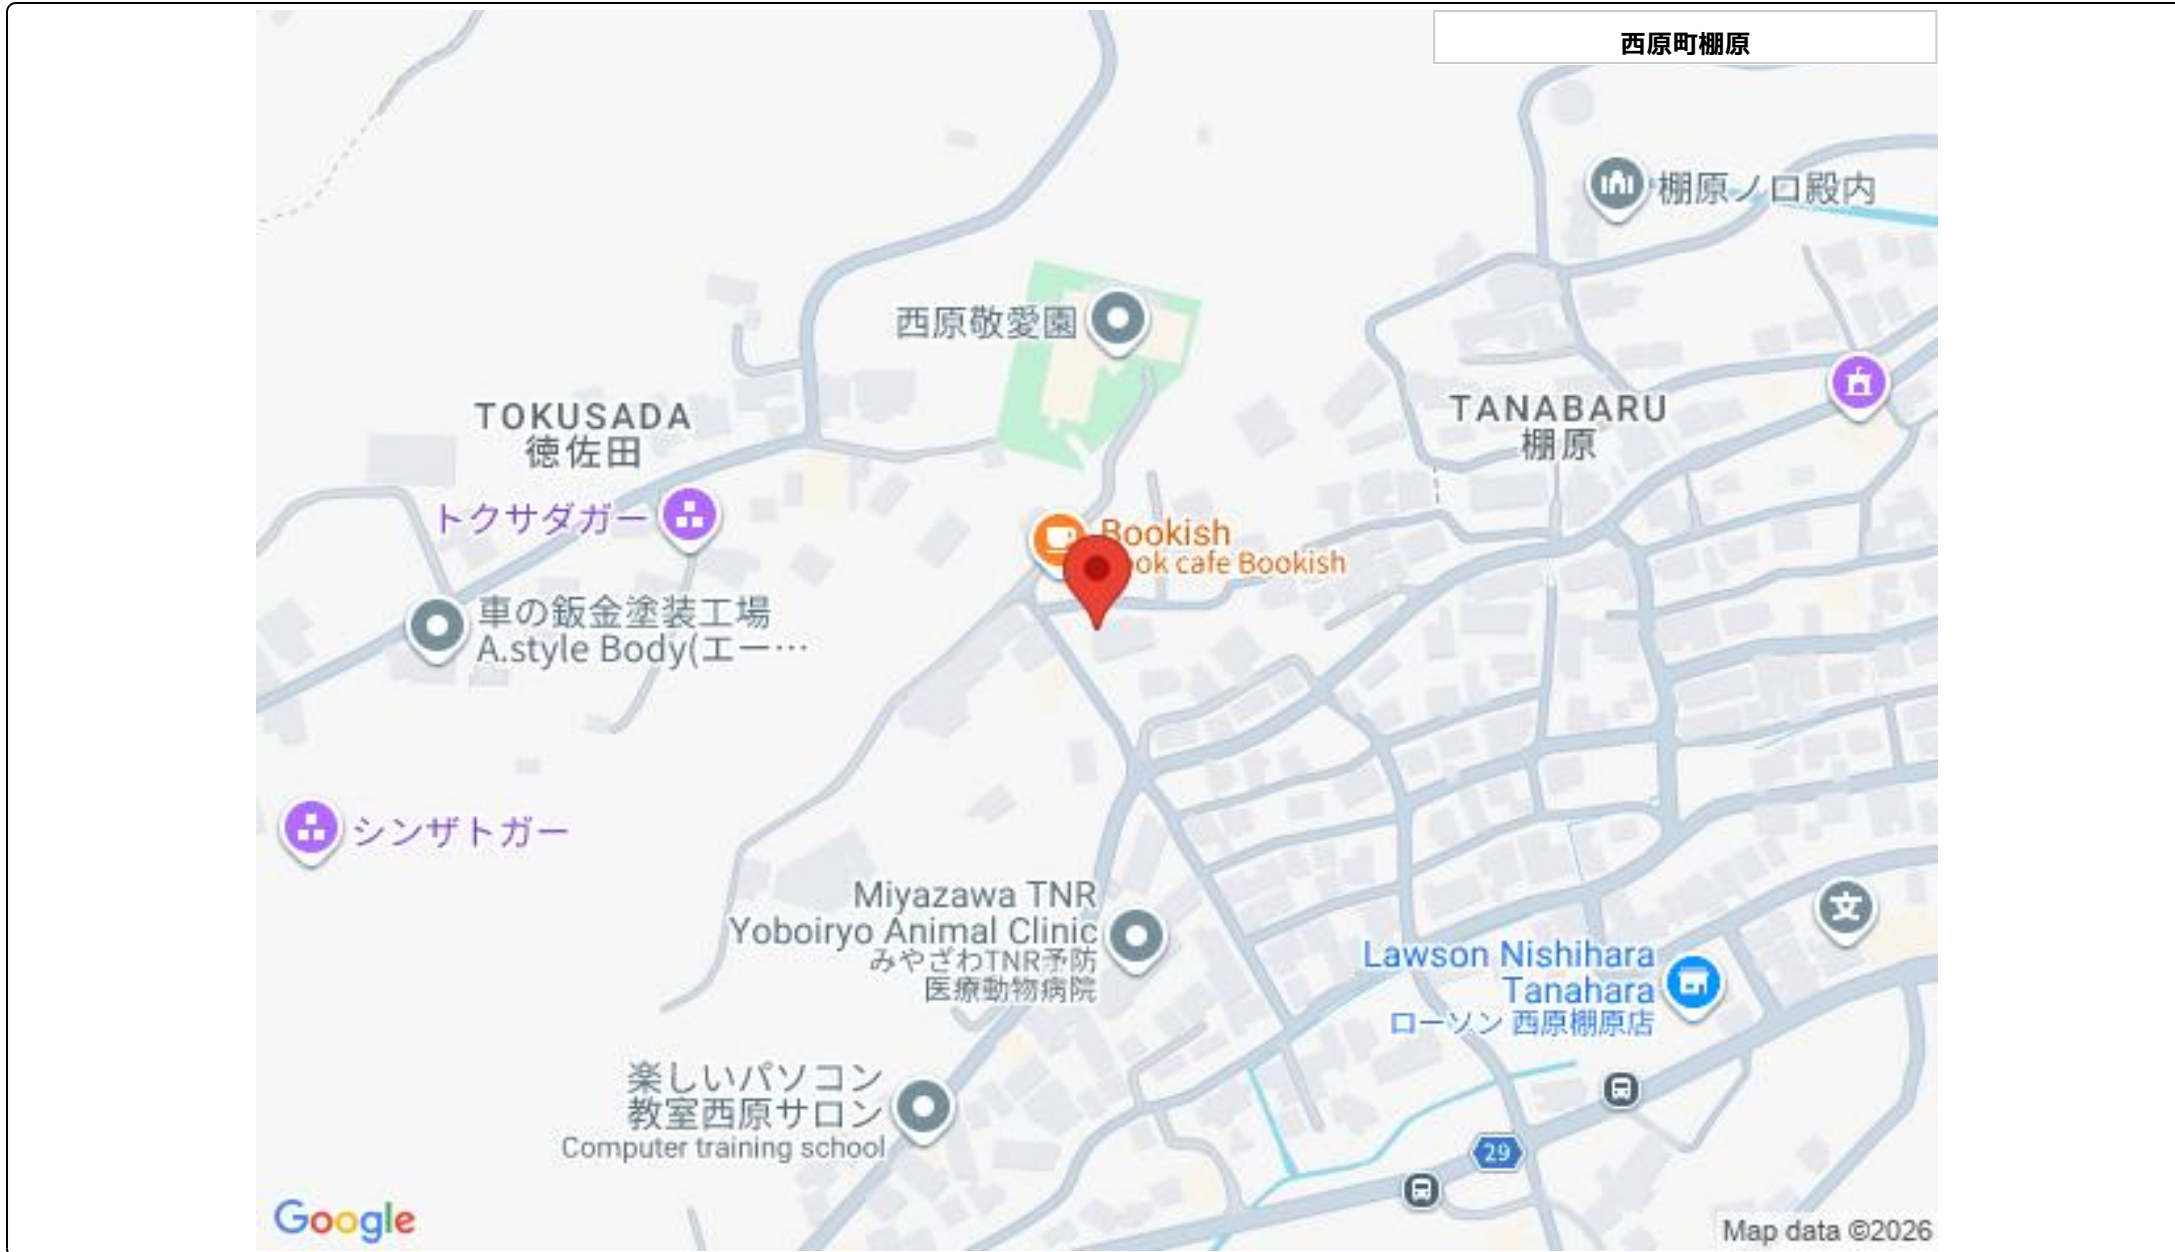 西原町棚原
棚原ノロ殿内
西原敬愛園
TOKUSADA
徳佐田
TANABARU
棚原
トクサダガー
Bookish
ook cafe Bookish
車の鈑金塗装工場
A.style Body(エー…
シンザトガー
Miyazawa TNR
Yoboiryo Animal Clinic
みやざわTNR予防
医療動物病院
文
Lawson Nishihara
Tanahara
ローソン 西原棚原店
楽しいパソコン
教室西原サロン
Computer training school
29
Google
Map data ©2026